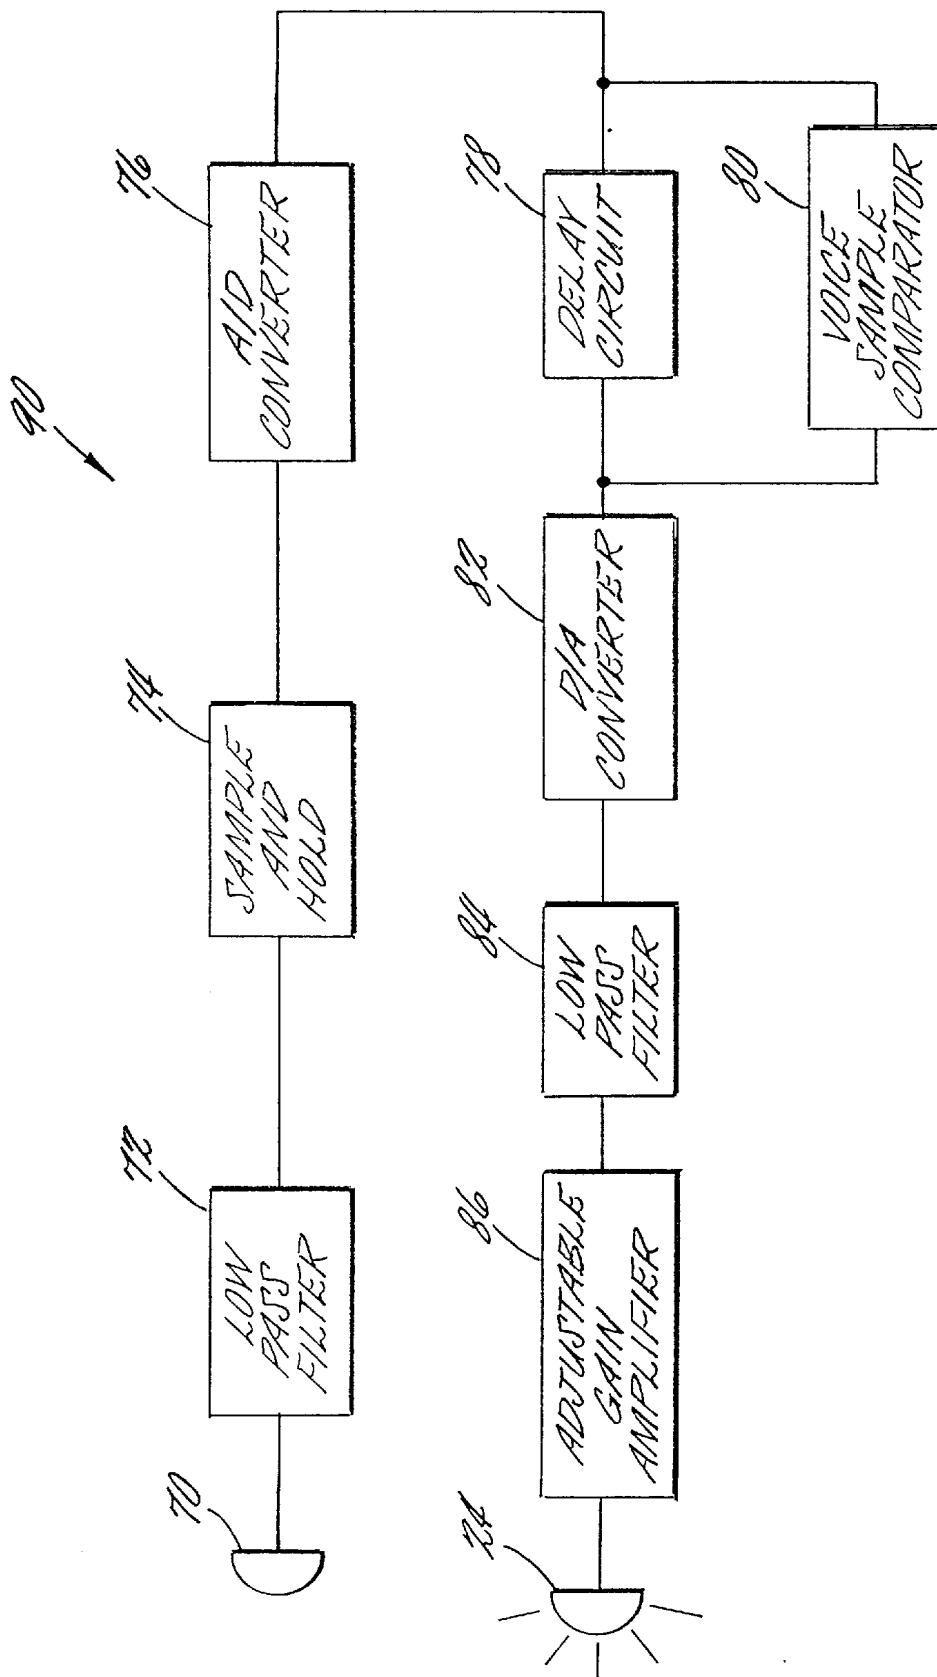 90
70
72
LOW
PASS
FILTER
74
SAMPLE
AND
HOLD
76
A/D
CONVERTER
24
86
ADJUSTABLE
GAIN
AMPLIFIER
84
LOW
PASS
FILTER
82
D/A
CONVERTER
78
DELAY
CIRCUIT
80
VOICE
SAMPLE
COMPARATOR